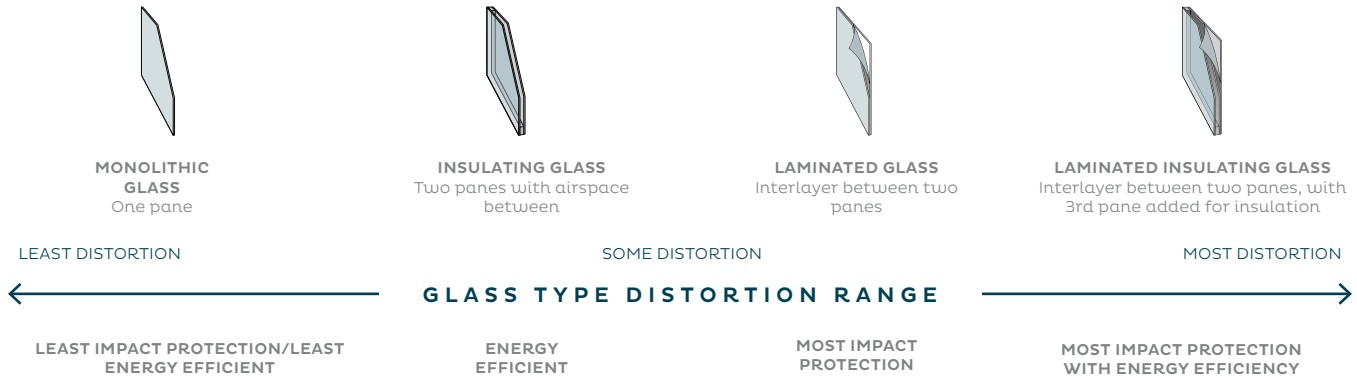 MONOLITHIC
GLASS
One pane
INSULATING GLASS
Two panes with airspace
between
LAMINATED GLASS
Interlayer between two
panes
LAMINATED INSULATING GLASS
Interlayer between two panes, with
3rd pane added for insulation
LEAST DISTORTION
SOME DISTORTION
MOST DISTORTION
GLASS TYPE DISTORTION RANGE
LEAST IMPACT PROTECTION/LEAST
ENERGY EFFICIENT
ENERGY
EFFICIENT
MOST IMPACT
PROTECTION
MOST IMPACT PROTECTION
WITH ENERGY EFFICIENCY